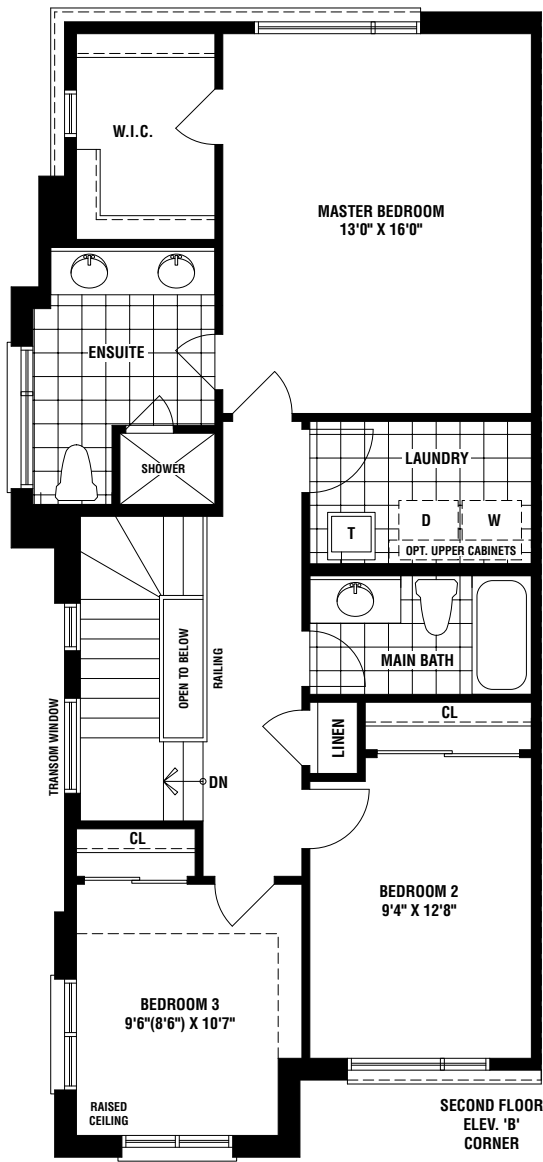 W.I.C.
MASTER BEDROOM
13'0" X 16'0"
ENSUITE
SHOWER
LAUNDRY
T
D
W
OPT. UPPER CABINETS
OPEN TO BELOW
RAILING
MAIN BATH
TRANSOM WINDOW
LINEN
CL
DN
CL
BEDROOM 2
9'4" X 12'8"
BEDROOM 3
9'6"(8'6") X 10'7"
RAISED
CEILING
SECOND FLOOR
ELEV. 'B'
CORNER